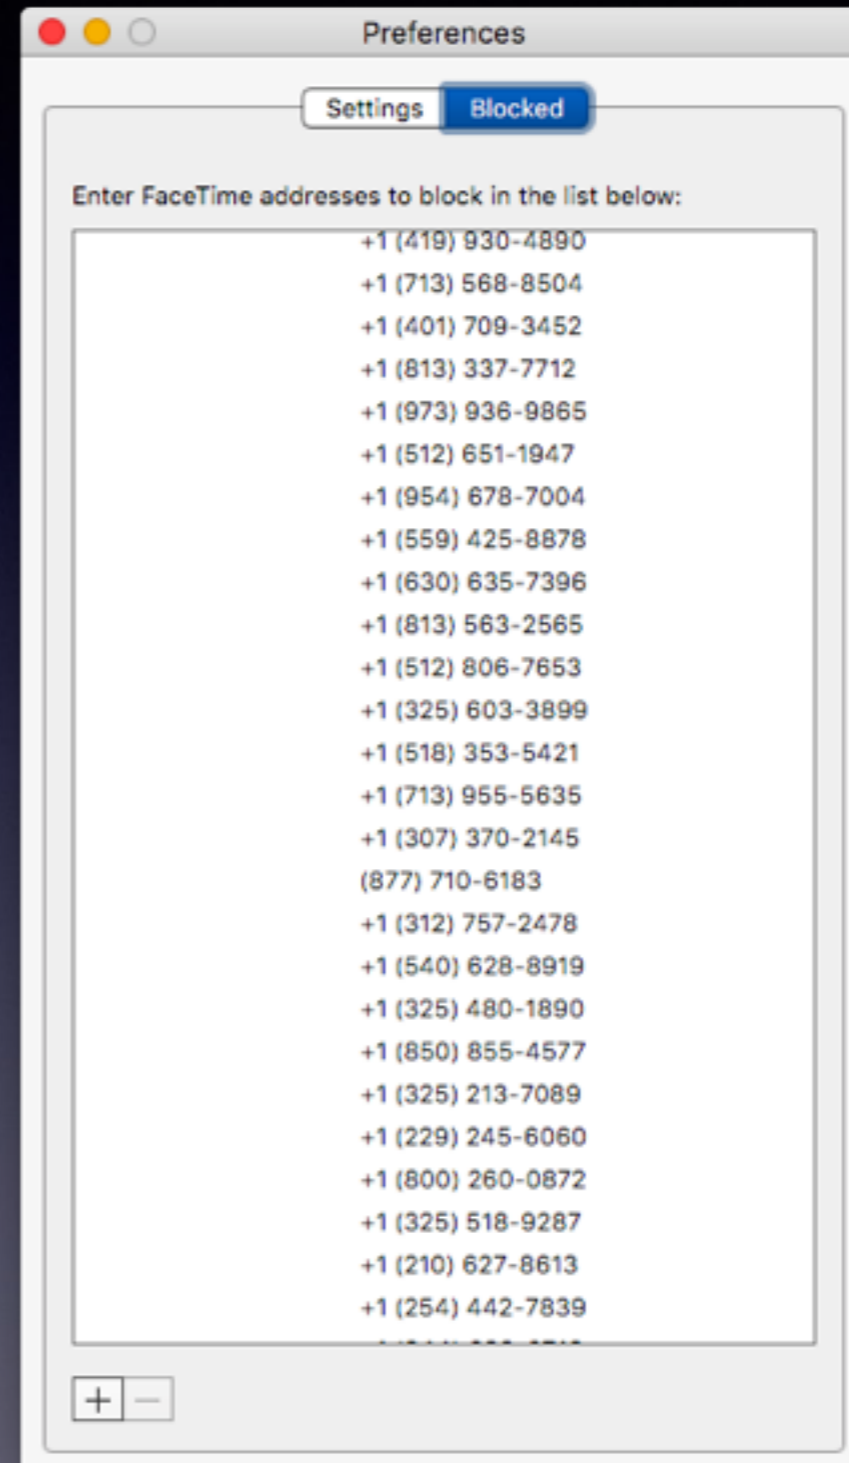 Preferences
Settings Blocked
Enter FaceTime addresses to block in the list below:
+1 (419) 930-4890
+1 (713) 568-8504
+1 (401) 709-3452
+1 (813) 337-7712
+1 (973) 936-9865
+1 (512) 651-1947
+1 (954) 678-7004
+1 (559) 425-8878
+1 (630) 635-7396
+1 (813) 563-2565
+1 (512) 806-7653
+1 (325) 603-3899
+1 (518) 353-5421
+1 (713) 955-5635
+1 (307) 370-2145
(877) 710-6183
+1 (312) 757-2478
+1 (540) 628-8919
+1 (325) 480-1890
+1 (850) 855-4577
+1 (325) 213-7089
+1 (229) 245-6060
+1 (800) 260-0872
+1 (325) 518-9287
+1 (210) 627-8613
+1 (254) 442-7839